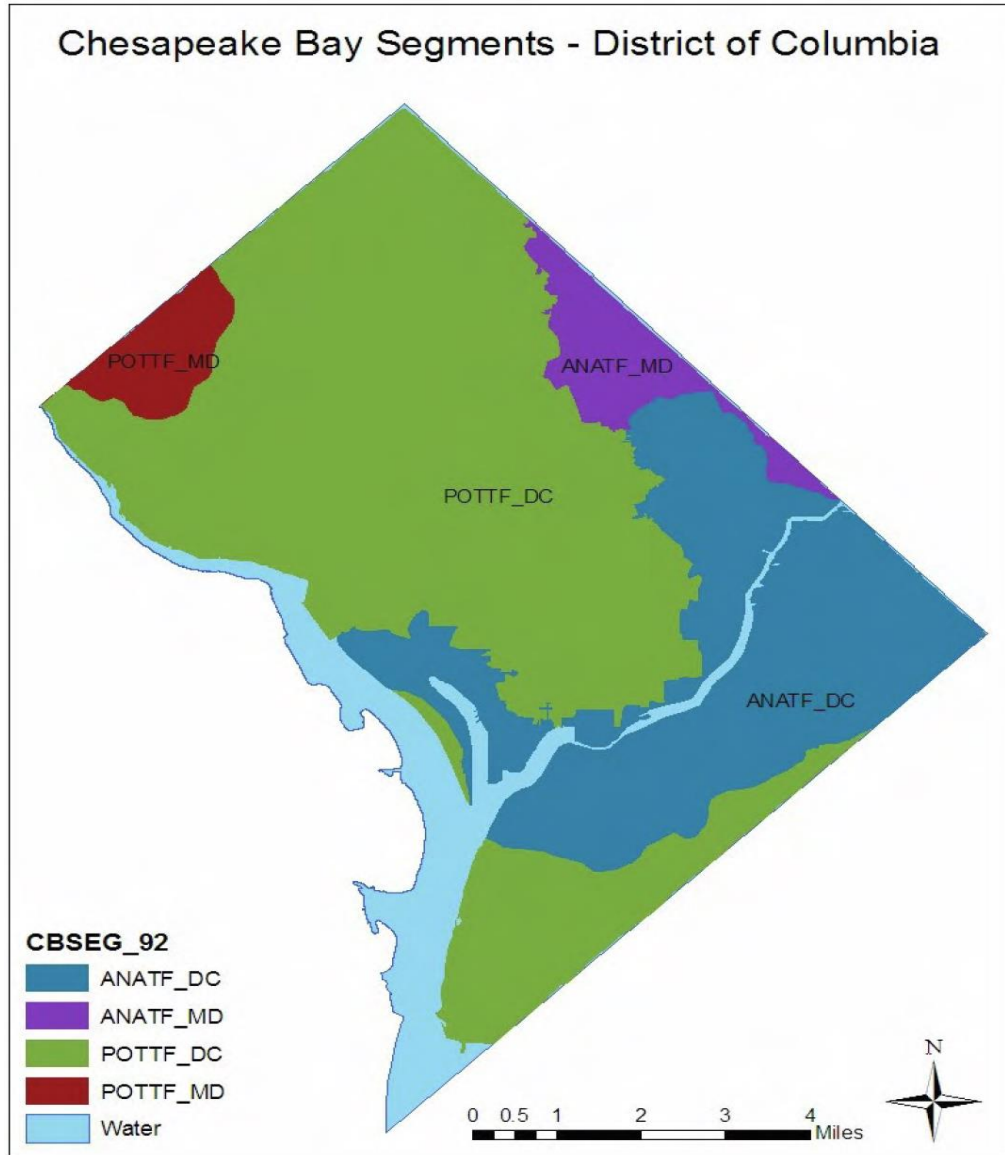 Chesapeake Bay Segments - District of Columbia
POTTF_MD
ANATF_MD
POTTF_DC
ANATF_DC
CBSEG_92
ANATF_DC
ANATF_MD
POTTF_DC
POTTF_MD
Water
N
0 0.5 1 2 3 4
Miles